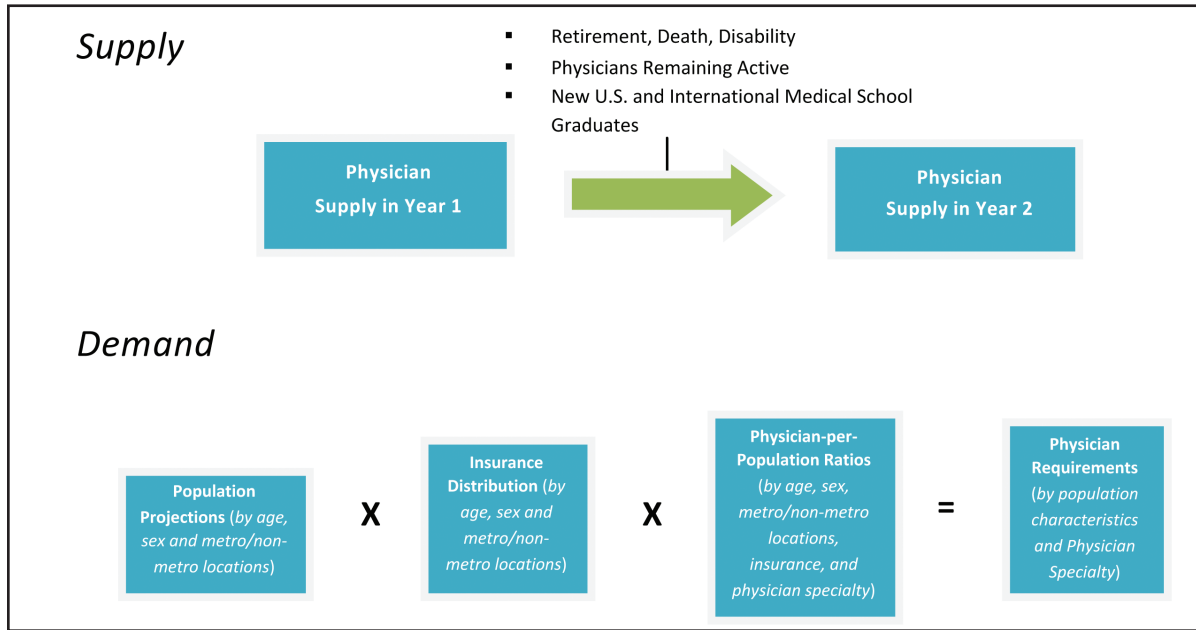 Supply
▪ Retirement, Death, Disability
▪ Physicians Remaining Active
▪ New U.S. and International Medical School
Graduates
Physician
Supply in Year 1
Physician
Supply in Year 2
Demand
Population
Projections (by age,
sex and metro/non-
metro locations)
X
Insurance
Distribution (by
age, sex and
metro/non-
metro locations)
X
Physician-per-
Population Ratios
(by age, sex,
metro/non-metro
locations,
insurance, and
physician specialty)
=
Physician
Requirements
(by population
characteristics
and Physician
Specialty)